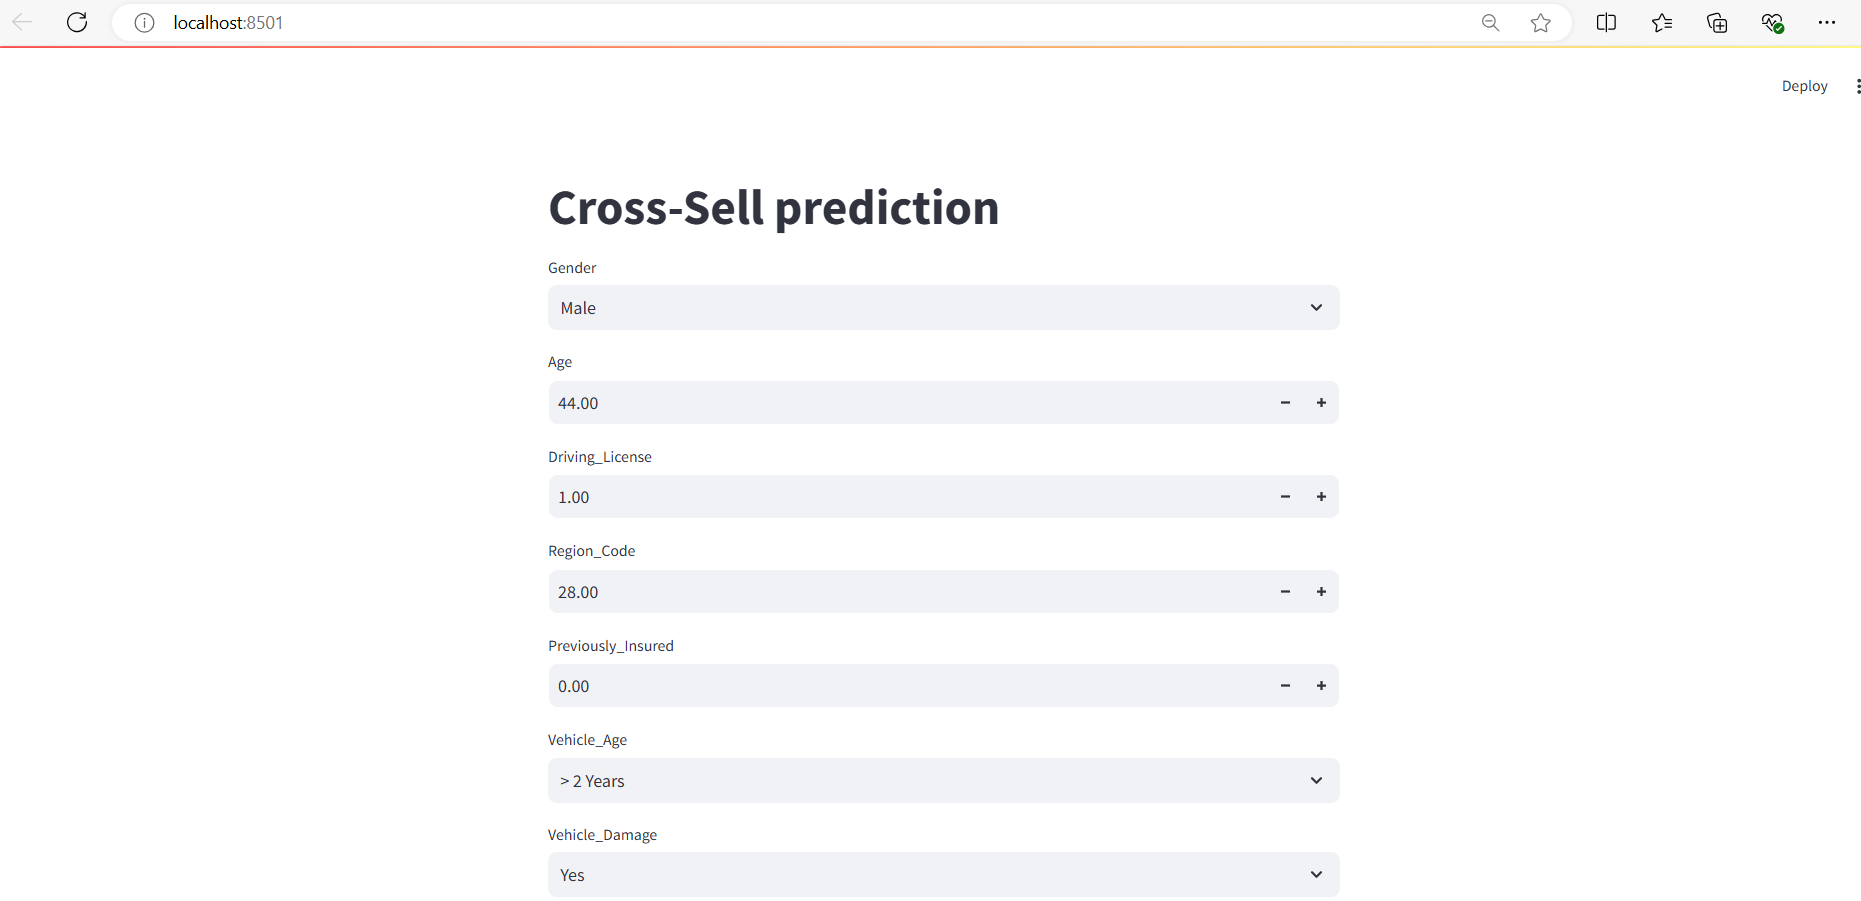 localhost:8501
Deploy
Cross-Sell prediction
Gender
Male
Age
44.00
Driving_License
1.00
Region_Code
28.00
Previously_Insured
0.00
Vehicle_Age
> 2 Years
Vehicle_Damage
Yes